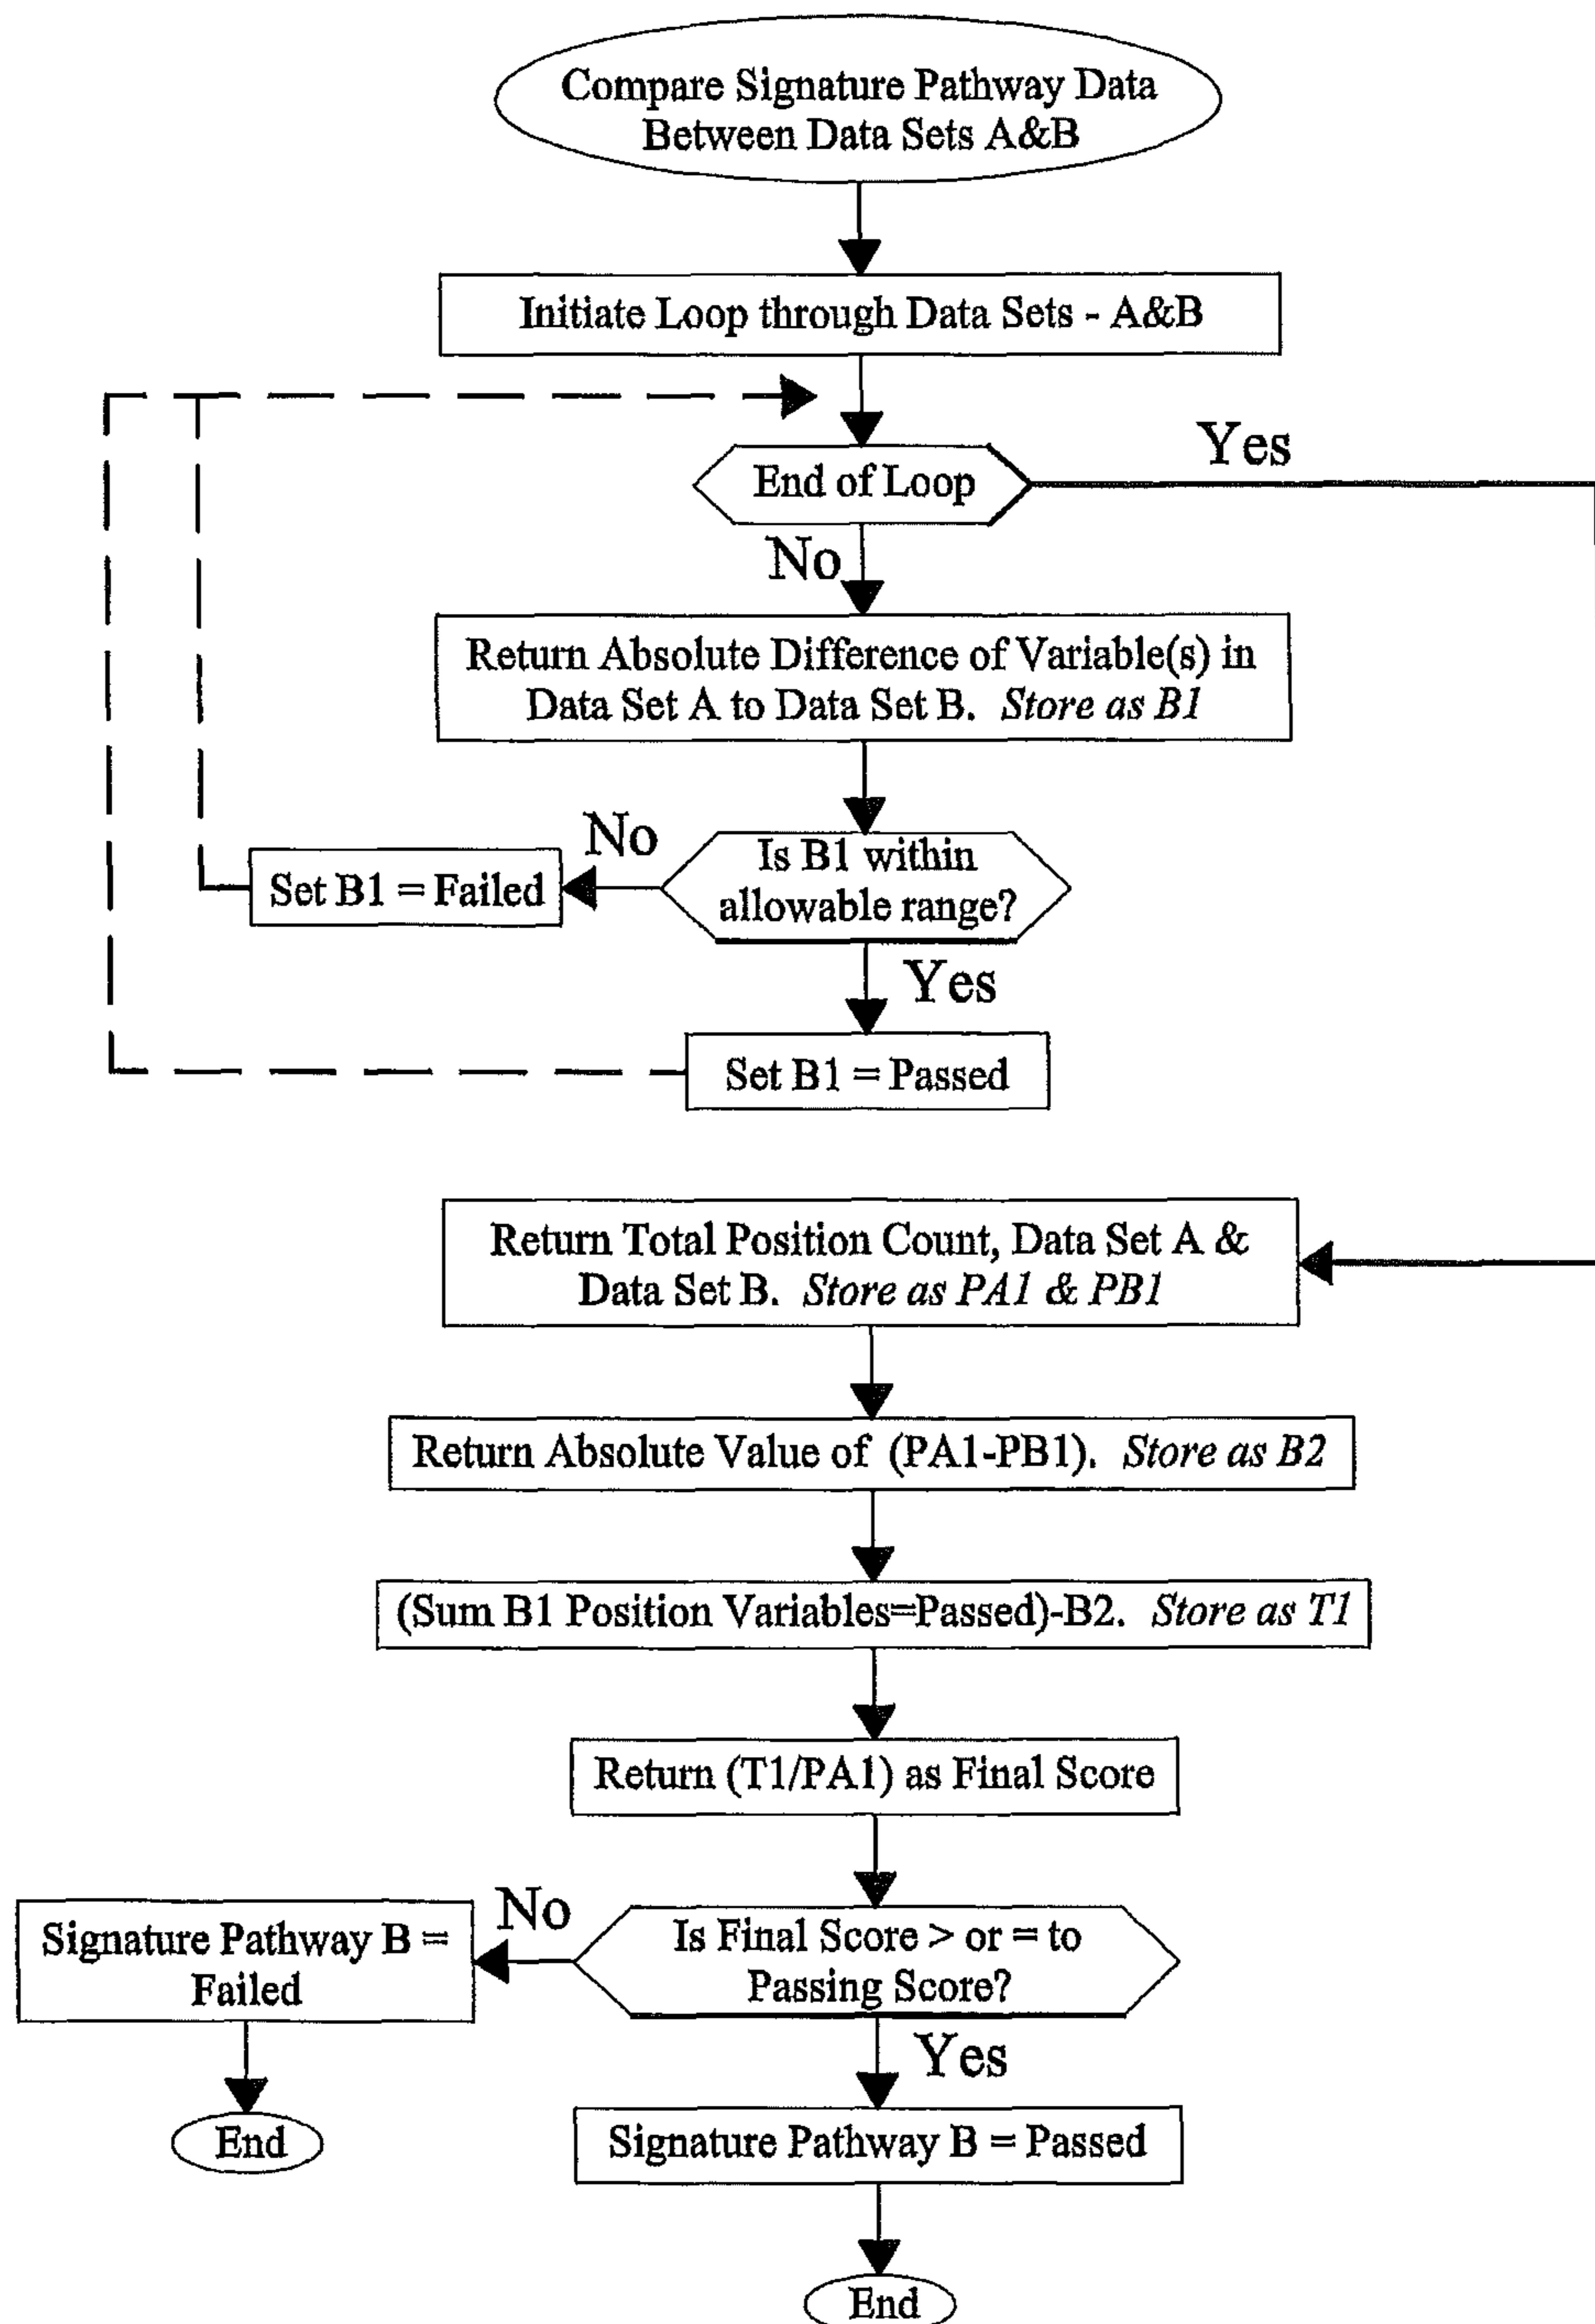 Compare Signature Pathway Data
Between Data Sets A&B
Initiate Loop through Data Sets - A&B
End of Loop
Yes
No
Return Absolute Difference of Variable(s) in
Data Set A to Data Set B. Store as B1
Is B1 within
allowable range?
No
Set B1 = Failed
Yes
Set B1 = Passed
Return Total Position Count, Data Set A &
Data Set B. Store as PA1 & PB1
Return Absolute Value of (PA1-PB1). Store as B2
(Sum B1 Position Variables=Passed)-B2. Store as T1
Return (T1/PA1) as Final Score
Is Final Score > or = to
Passing Score?
No
Signature Pathway B =
Failed
End
Yes
Signature Pathway B = Passed
End